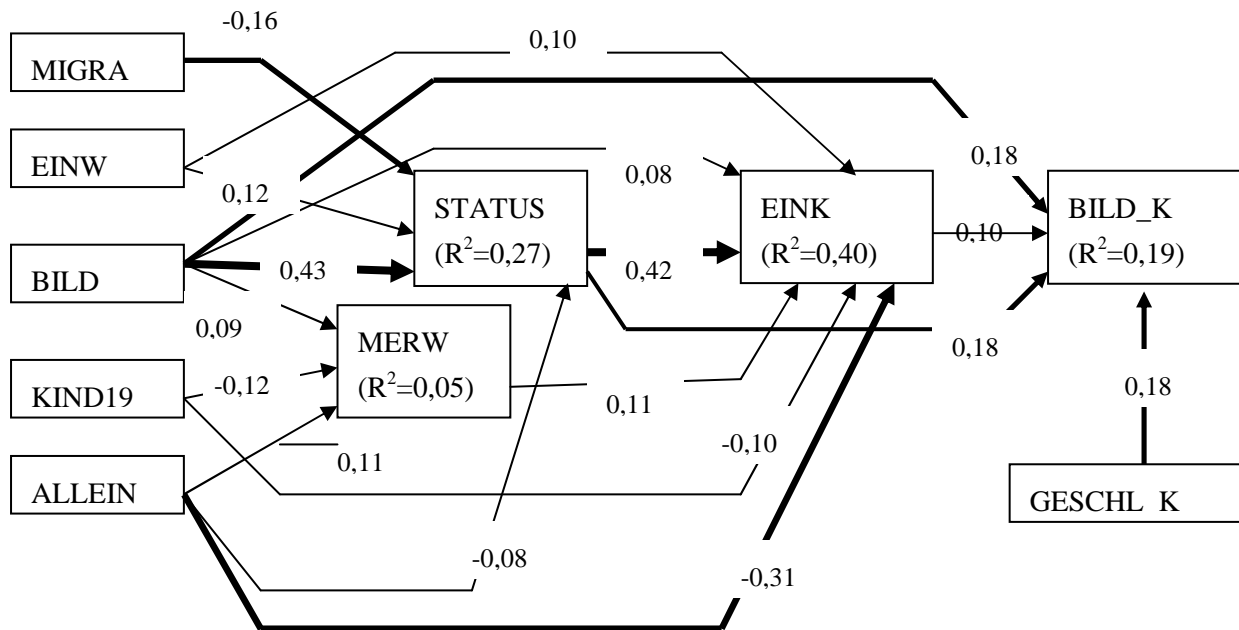 -0,16
0,10
MIGRA
EINW
0,18
0,08
0,12
STATUS
(R²=0,27)
EINK
(R²=0,40)
BILD_K
(R²=0,19)
0,10
BILD
0,43
0,42
0,09
MERW
(R²=0,05)
0,18
KIND19
-0,12
0,11
0,18
-0,10
0,11
ALLEIN
GESCHL_K
-0,08
-0,31